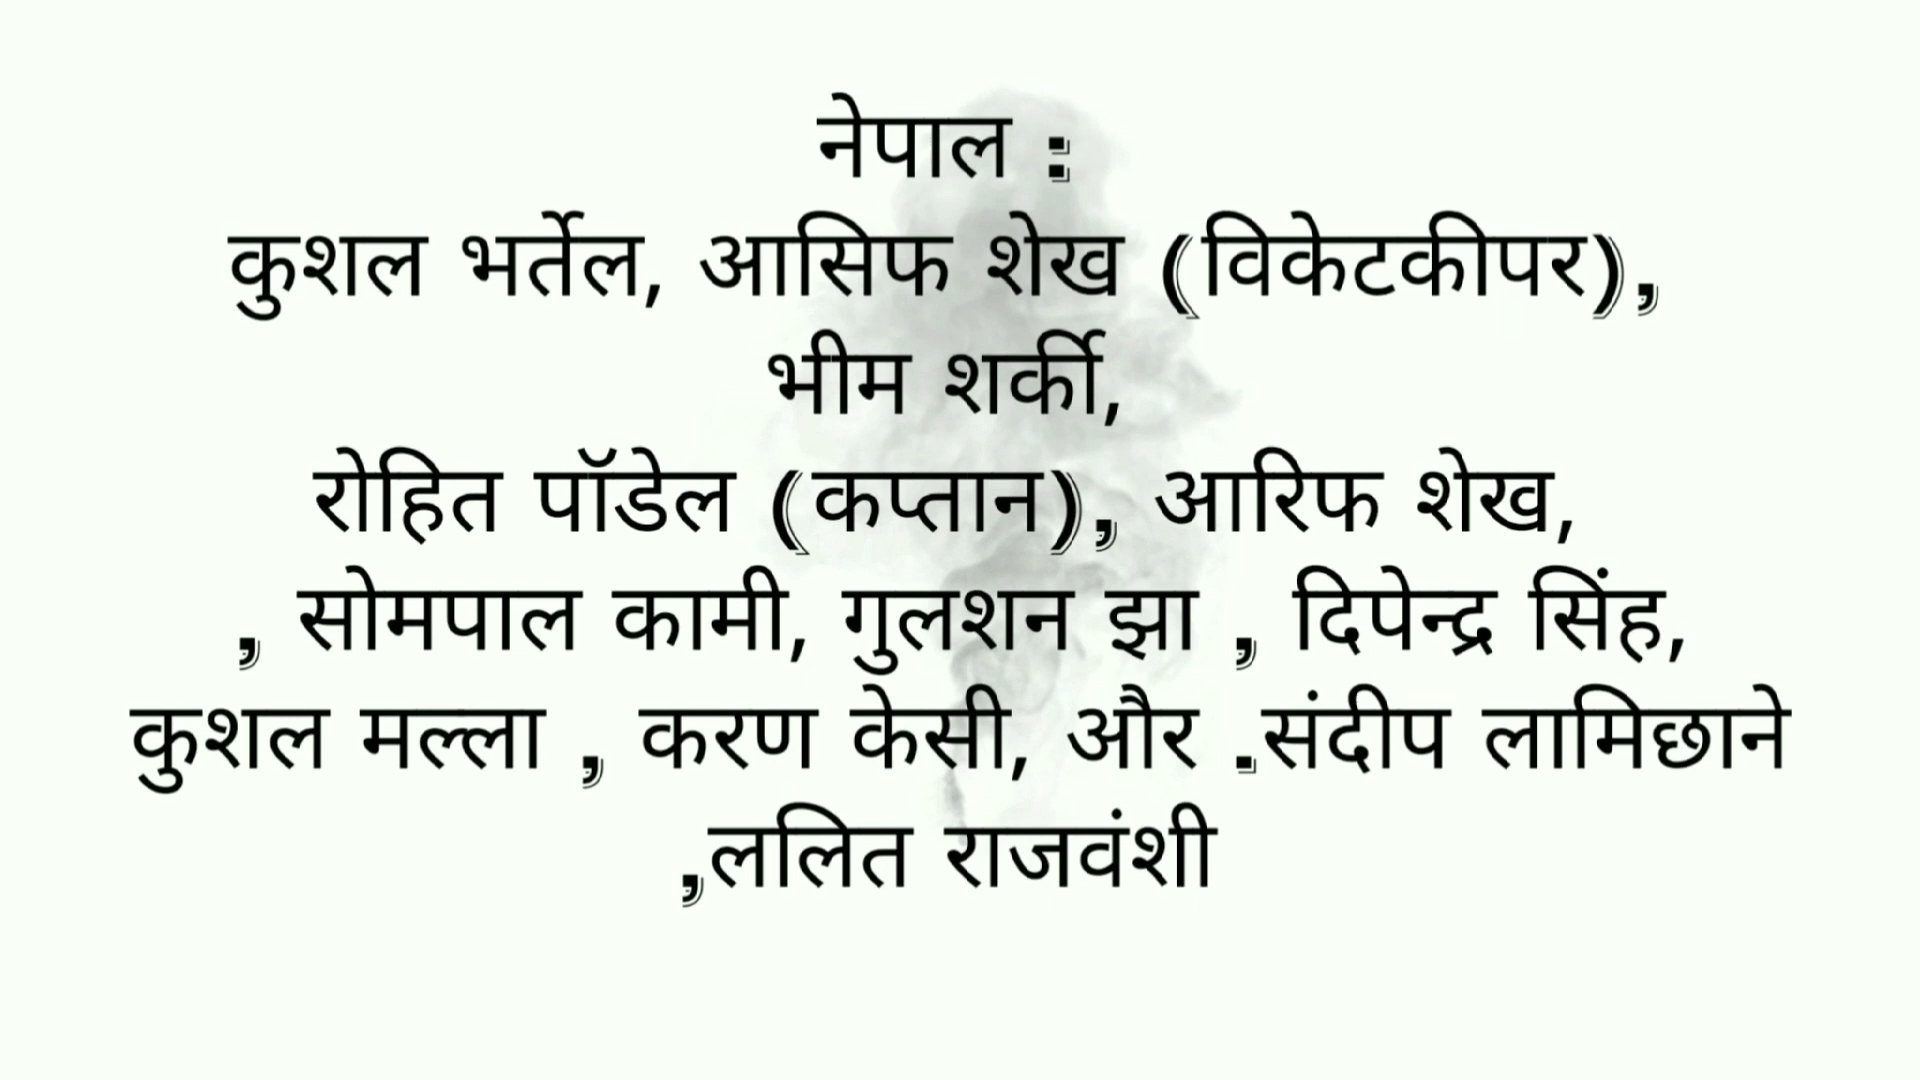 नेपाल :
कुशल भर्तेल, आसिफ शेख (विकेटकीपर),
भीम शर्की,
रोहित पॉडेल (कप्तान), आरिफ शेख,
, सोमपाल कामी, गुलशन झा , दिपेन्द्र सिंह,
कुशल मल्ला , करण केसी, और .संदीप लामिछाने
,ललित राजवंशी